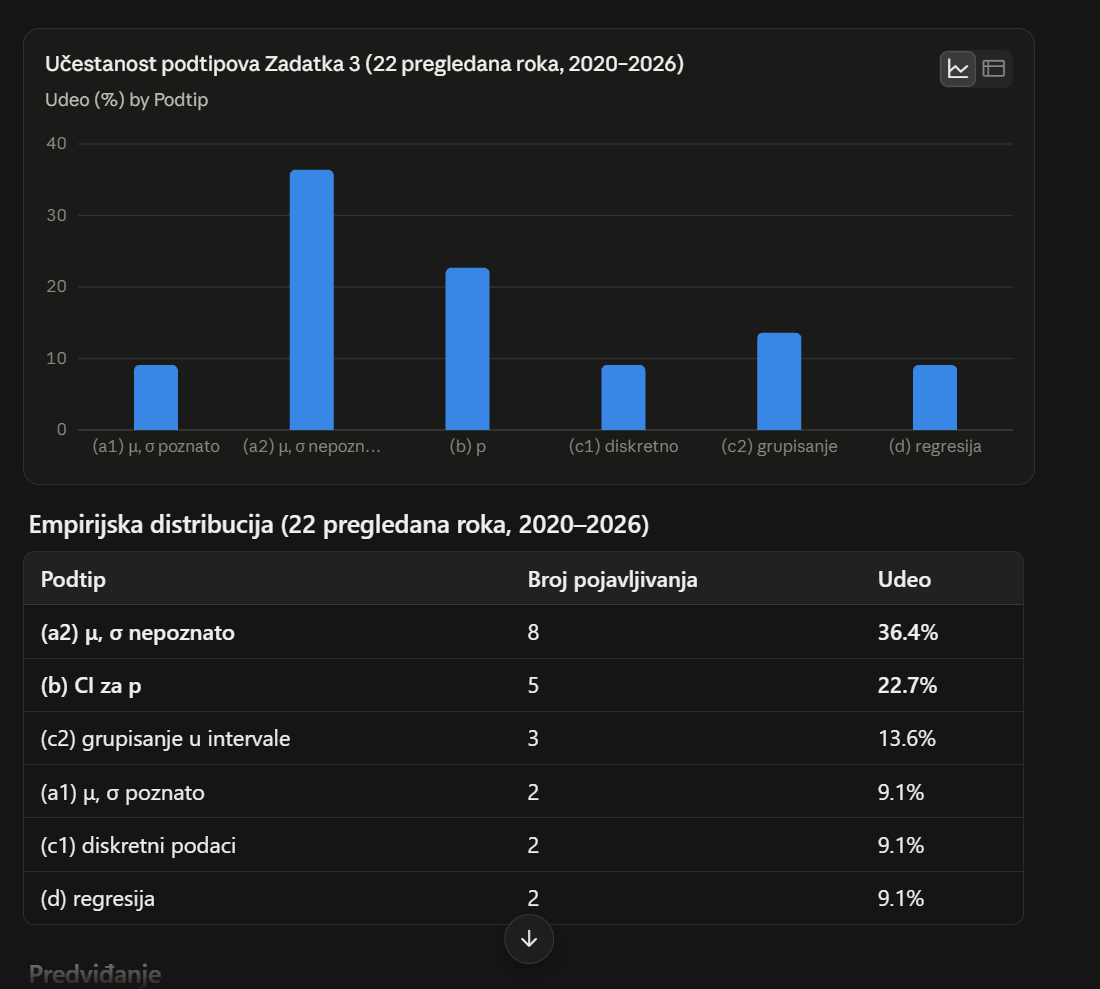 Učestanost podtipova Zadatka 3 (22 pregledana roka, 2020–2026)
Udeo (%) by Podtip
40
30
20
10
0
(a1) μ, σ poznato (a2) μ, σ nepozn... (b) p (c1) diskretno (c2) grupisanje (d) regresija
Empirijska distribucija (22 pregledana roka, 2020–2026)
Podtip Broj pojavljivanja Udeo
(a2) μ, σ nepoznato 8 36.4%
(b) CI za p 5 22.7%
(c2) grupisanje u intervale 3 13.6%
(a1) μ, σ poznato 2 9.1%
(c1) diskretni podaci 2 9.1%
(d) regresija 2 9.1%
Predviđanje